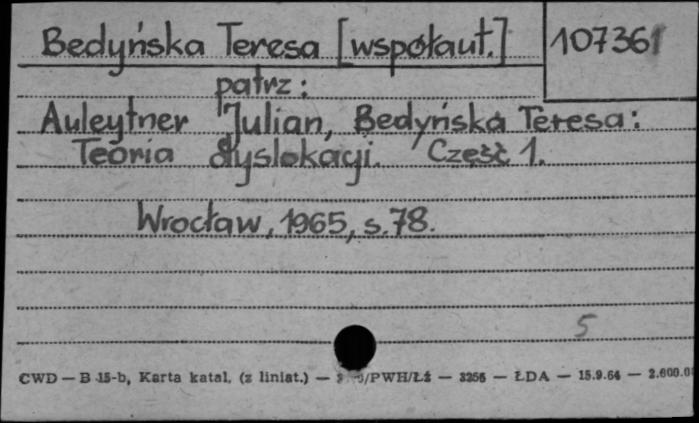 Bedyńska Teresa [współaut.] 107361
patrz:
Auleytner Julian, Bedyńska Teresa:
Teoria dyslokacji. Część 1.
Wrocław, 1965, s. 78.
5
CWD — B 15-b, Karta katal. (z liniat.) — /PWH/Łź — 3256 — ŁDA — 15.9.64 — 2.600.0